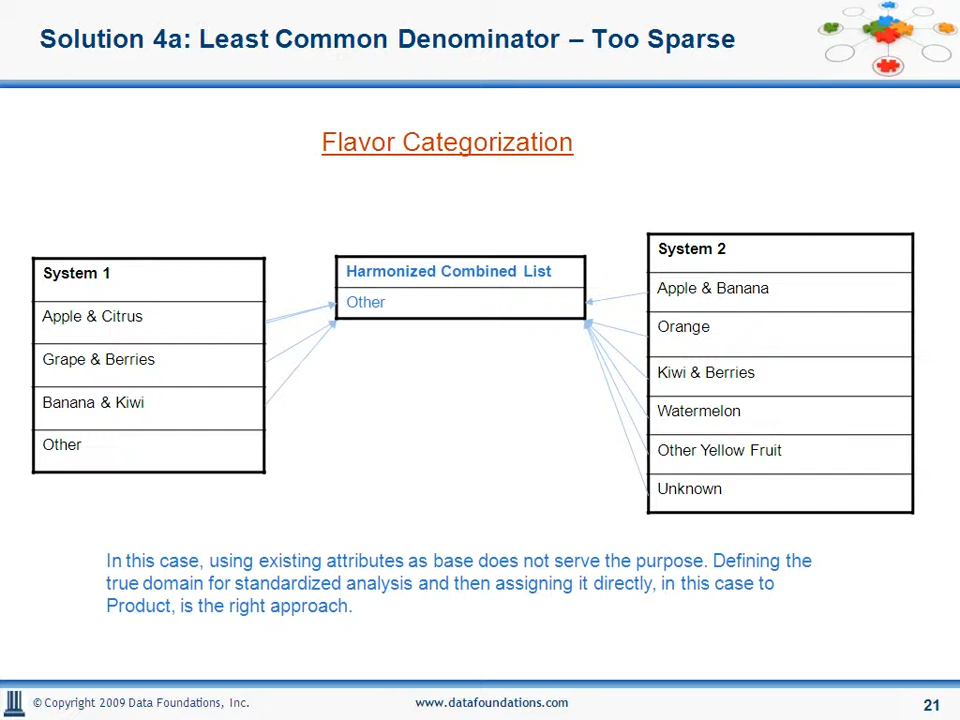 Solution 4a: Least Common Denominator – Too Sparse
Flavor Categorization
System 1
Apple & Citrus
Grape & Berries
Banana & Kiwi
Other
Harmonized Combined List
Other
System 2
Apple & Banana
Orange
Kiwi & Berries
Watermelon
Other Yellow Fruit
Unknown
In this case, using existing attributes as base does not serve the purpose. Defining the
true domain for standardized analysis and then assigning it directly, in this case to
Product, is the right approach.
© Copyright 2009 Data Foundations, Inc.
www.datafoundations.com
21